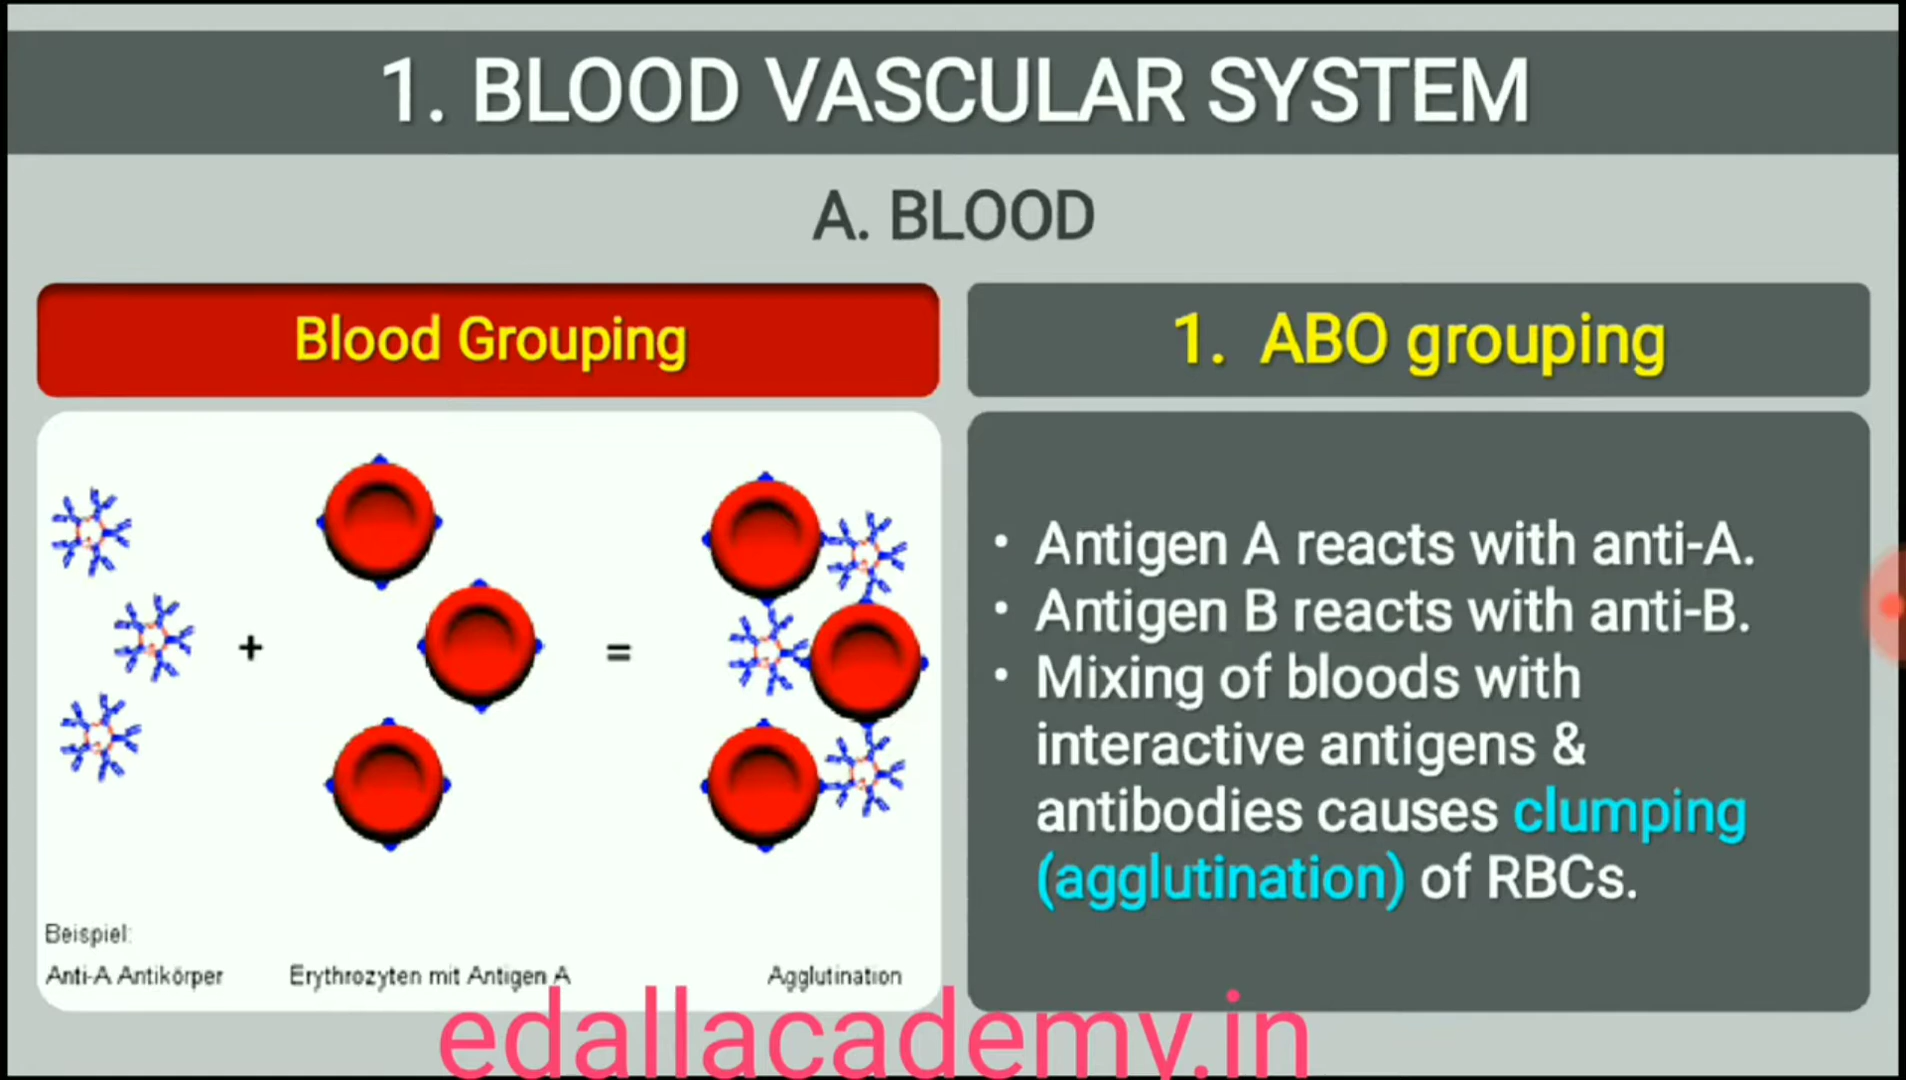 1. BLOOD VASCULAR SYSTEM
A. BLOOD
Blood Grouping
1. ABO grouping
+
=
Beispiel:
Anti-A Antikörper
Erythrozyten mit Antigen A
Agglutination
• Antigen A reacts with anti-A.
• Antigen B reacts with anti-B.
• Mixing of bloods with
interactive antigens &
antibodies causes clumping
(agglutination) of RBCs.
edallacademy.in